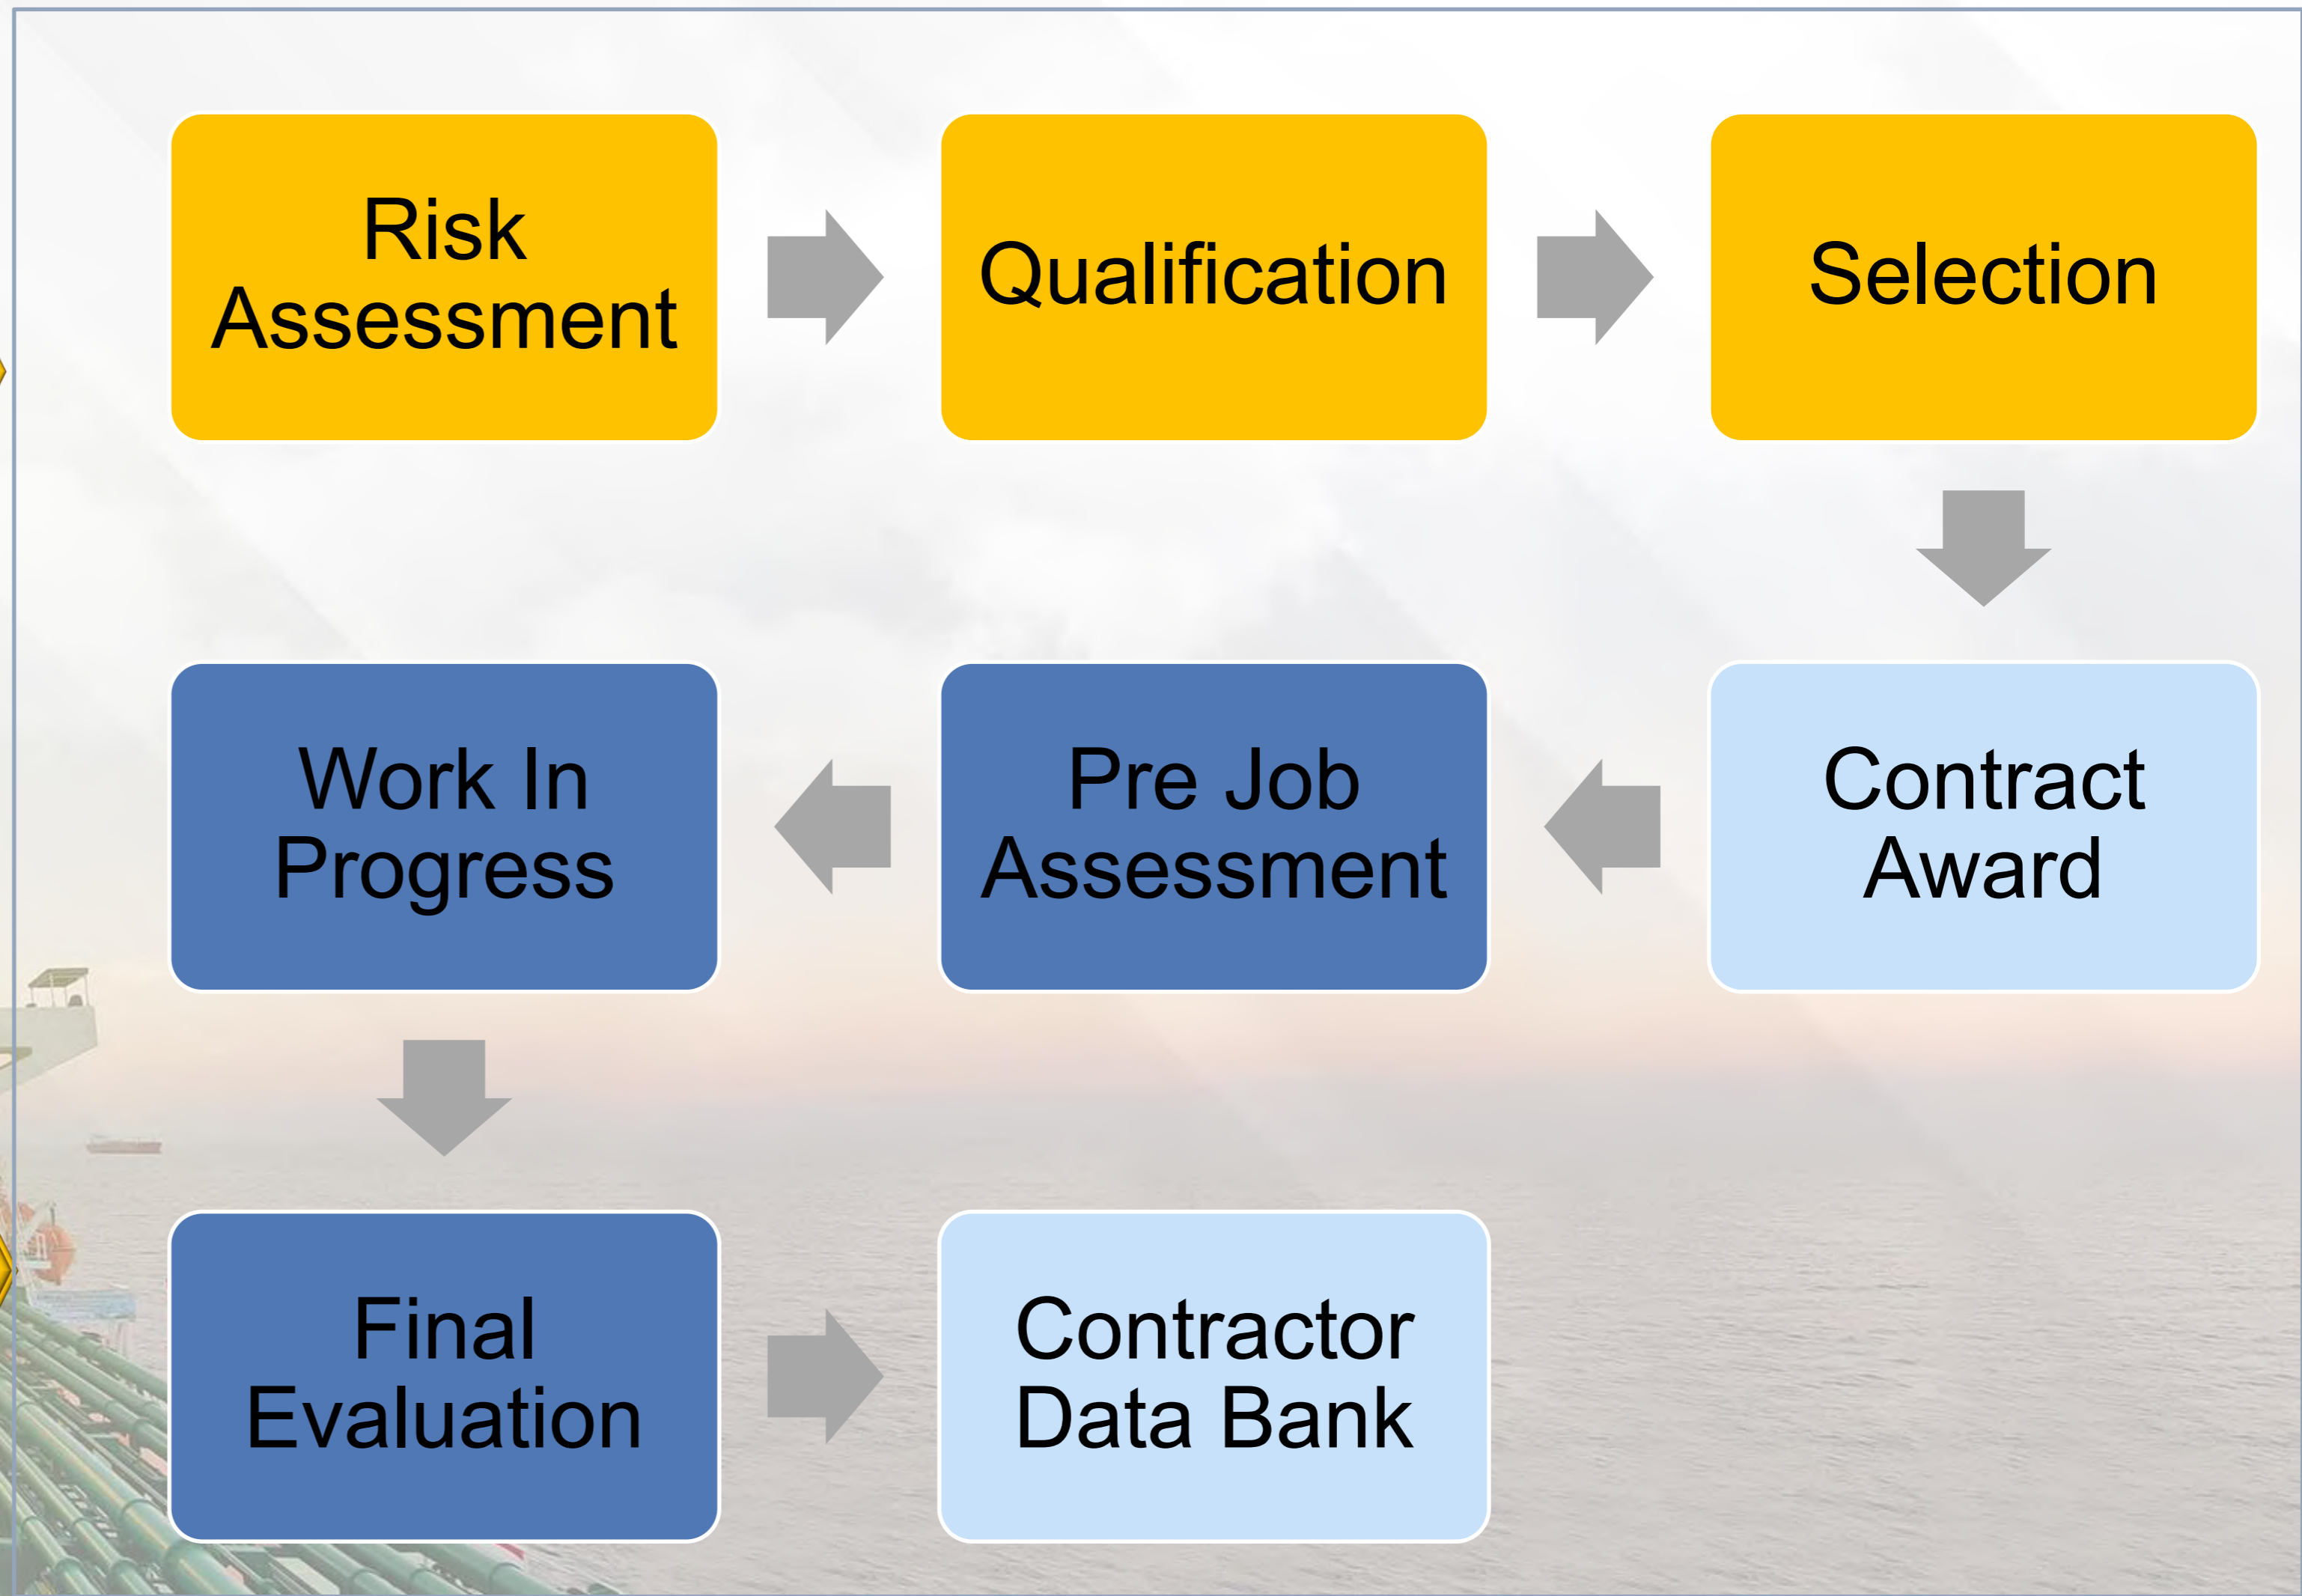 Risk
Assessment
Qualification
Selection
Contract
Award
Pre Job
Assessment
Work In
Progress
Final
Evaluation
Contractor
Data Bank